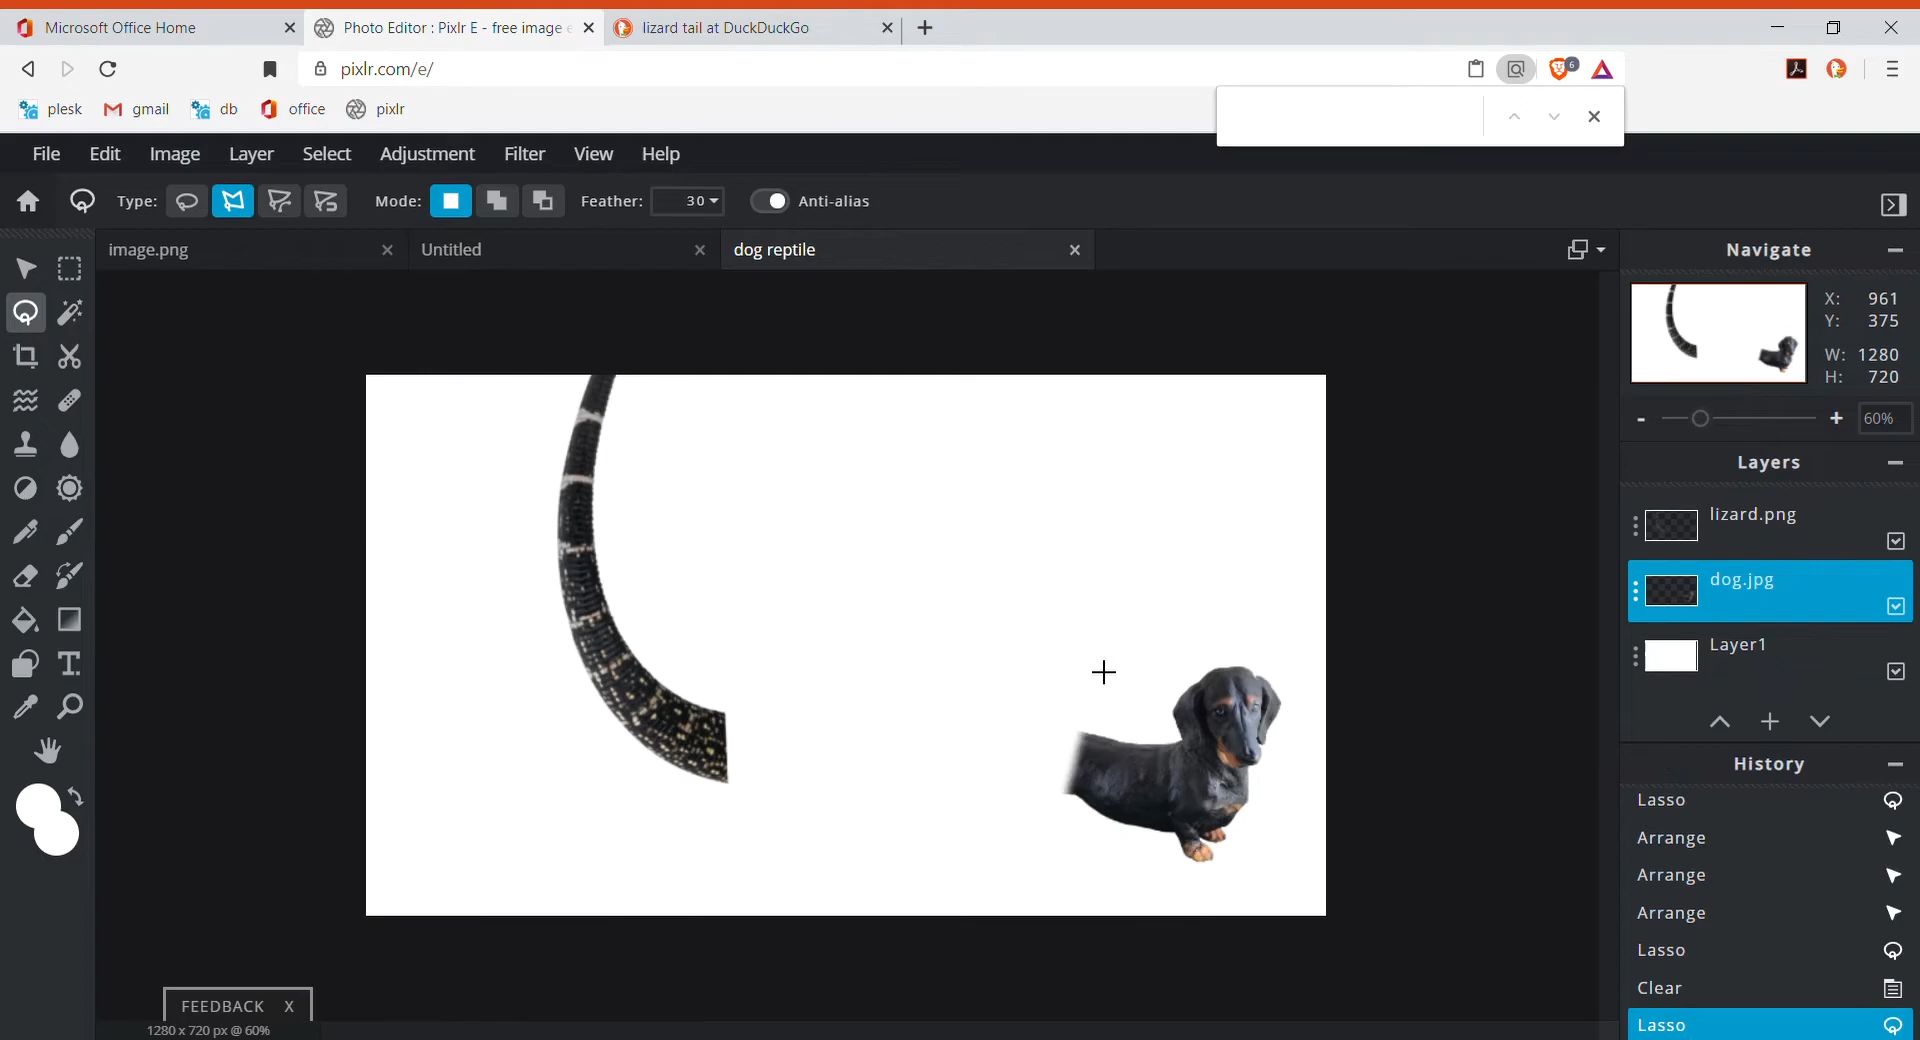 Microsoft Office Home
Photo Editor : Pixlr E - free image e
lizard tail at DuckDuckGo
pixlr.com/e/
6
plesk
gmail
db
office
pixlr
File Edit Image Layer Select Adjustment Filter View Help
Type:
Mode:
Feather: 30
Anti-alias
image.png
Untitled
dog reptile
Navigate
X: 961
Y: 375
W: 1280
H: 720
- + 60%
Layers
lizard.png
dog.jpg
Layer1
History
Lasso
Arrange
Arrange
Arrange
Lasso
Clear
Lasso
FEEDBACK X
1280 x 720 px @ 60%